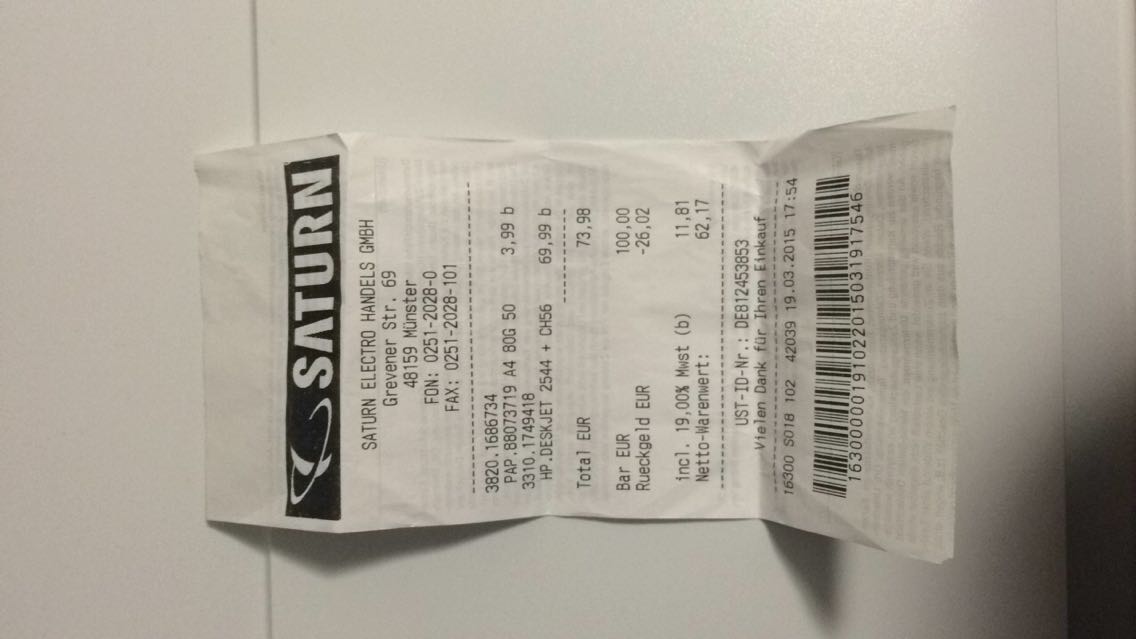 SATURN
SATURN ELECTRO HANDELS GMBH
Grevener Str. 69
48159 Münster
FON: 0251-2028-0
FAX: 0251-2028-101
3820.1686734
PAP.88073719 A4 80G 50 3,99 b
3310.1749418
HP.DESKJET 2544 + CH56 69,99 b
Total EUR 73,98
Bar EUR 100,00
Rueckgeld EUR -26,02
incl. 19,00% Mwst (b) 11,81
Netto-Warenwert: 62,17
UST-ID-Nr.: DE812453853
Vielen Dank für Ihren Einkauf
16300 S018 102 42039 19.03.2015 17:54
16300000191022015031917546